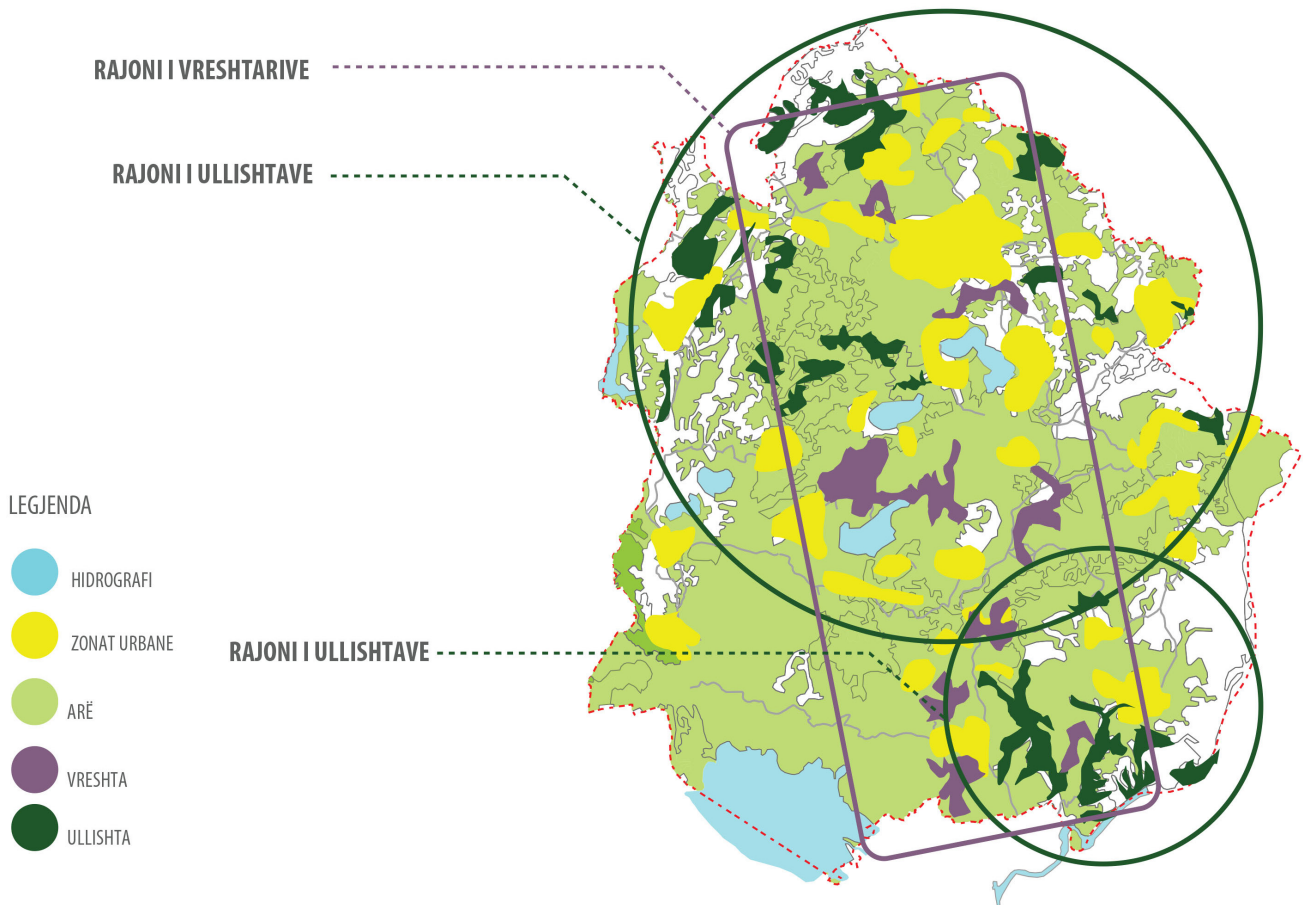 RAJONI I VRESHTARIVE
RAJONI I ULLISHTAVE
RAJONI I ULLISHTAVE
LEGJENDA
HIDROGRAFI
ZONAT URBANE
ARË
VRESHTA
ULLISHTA